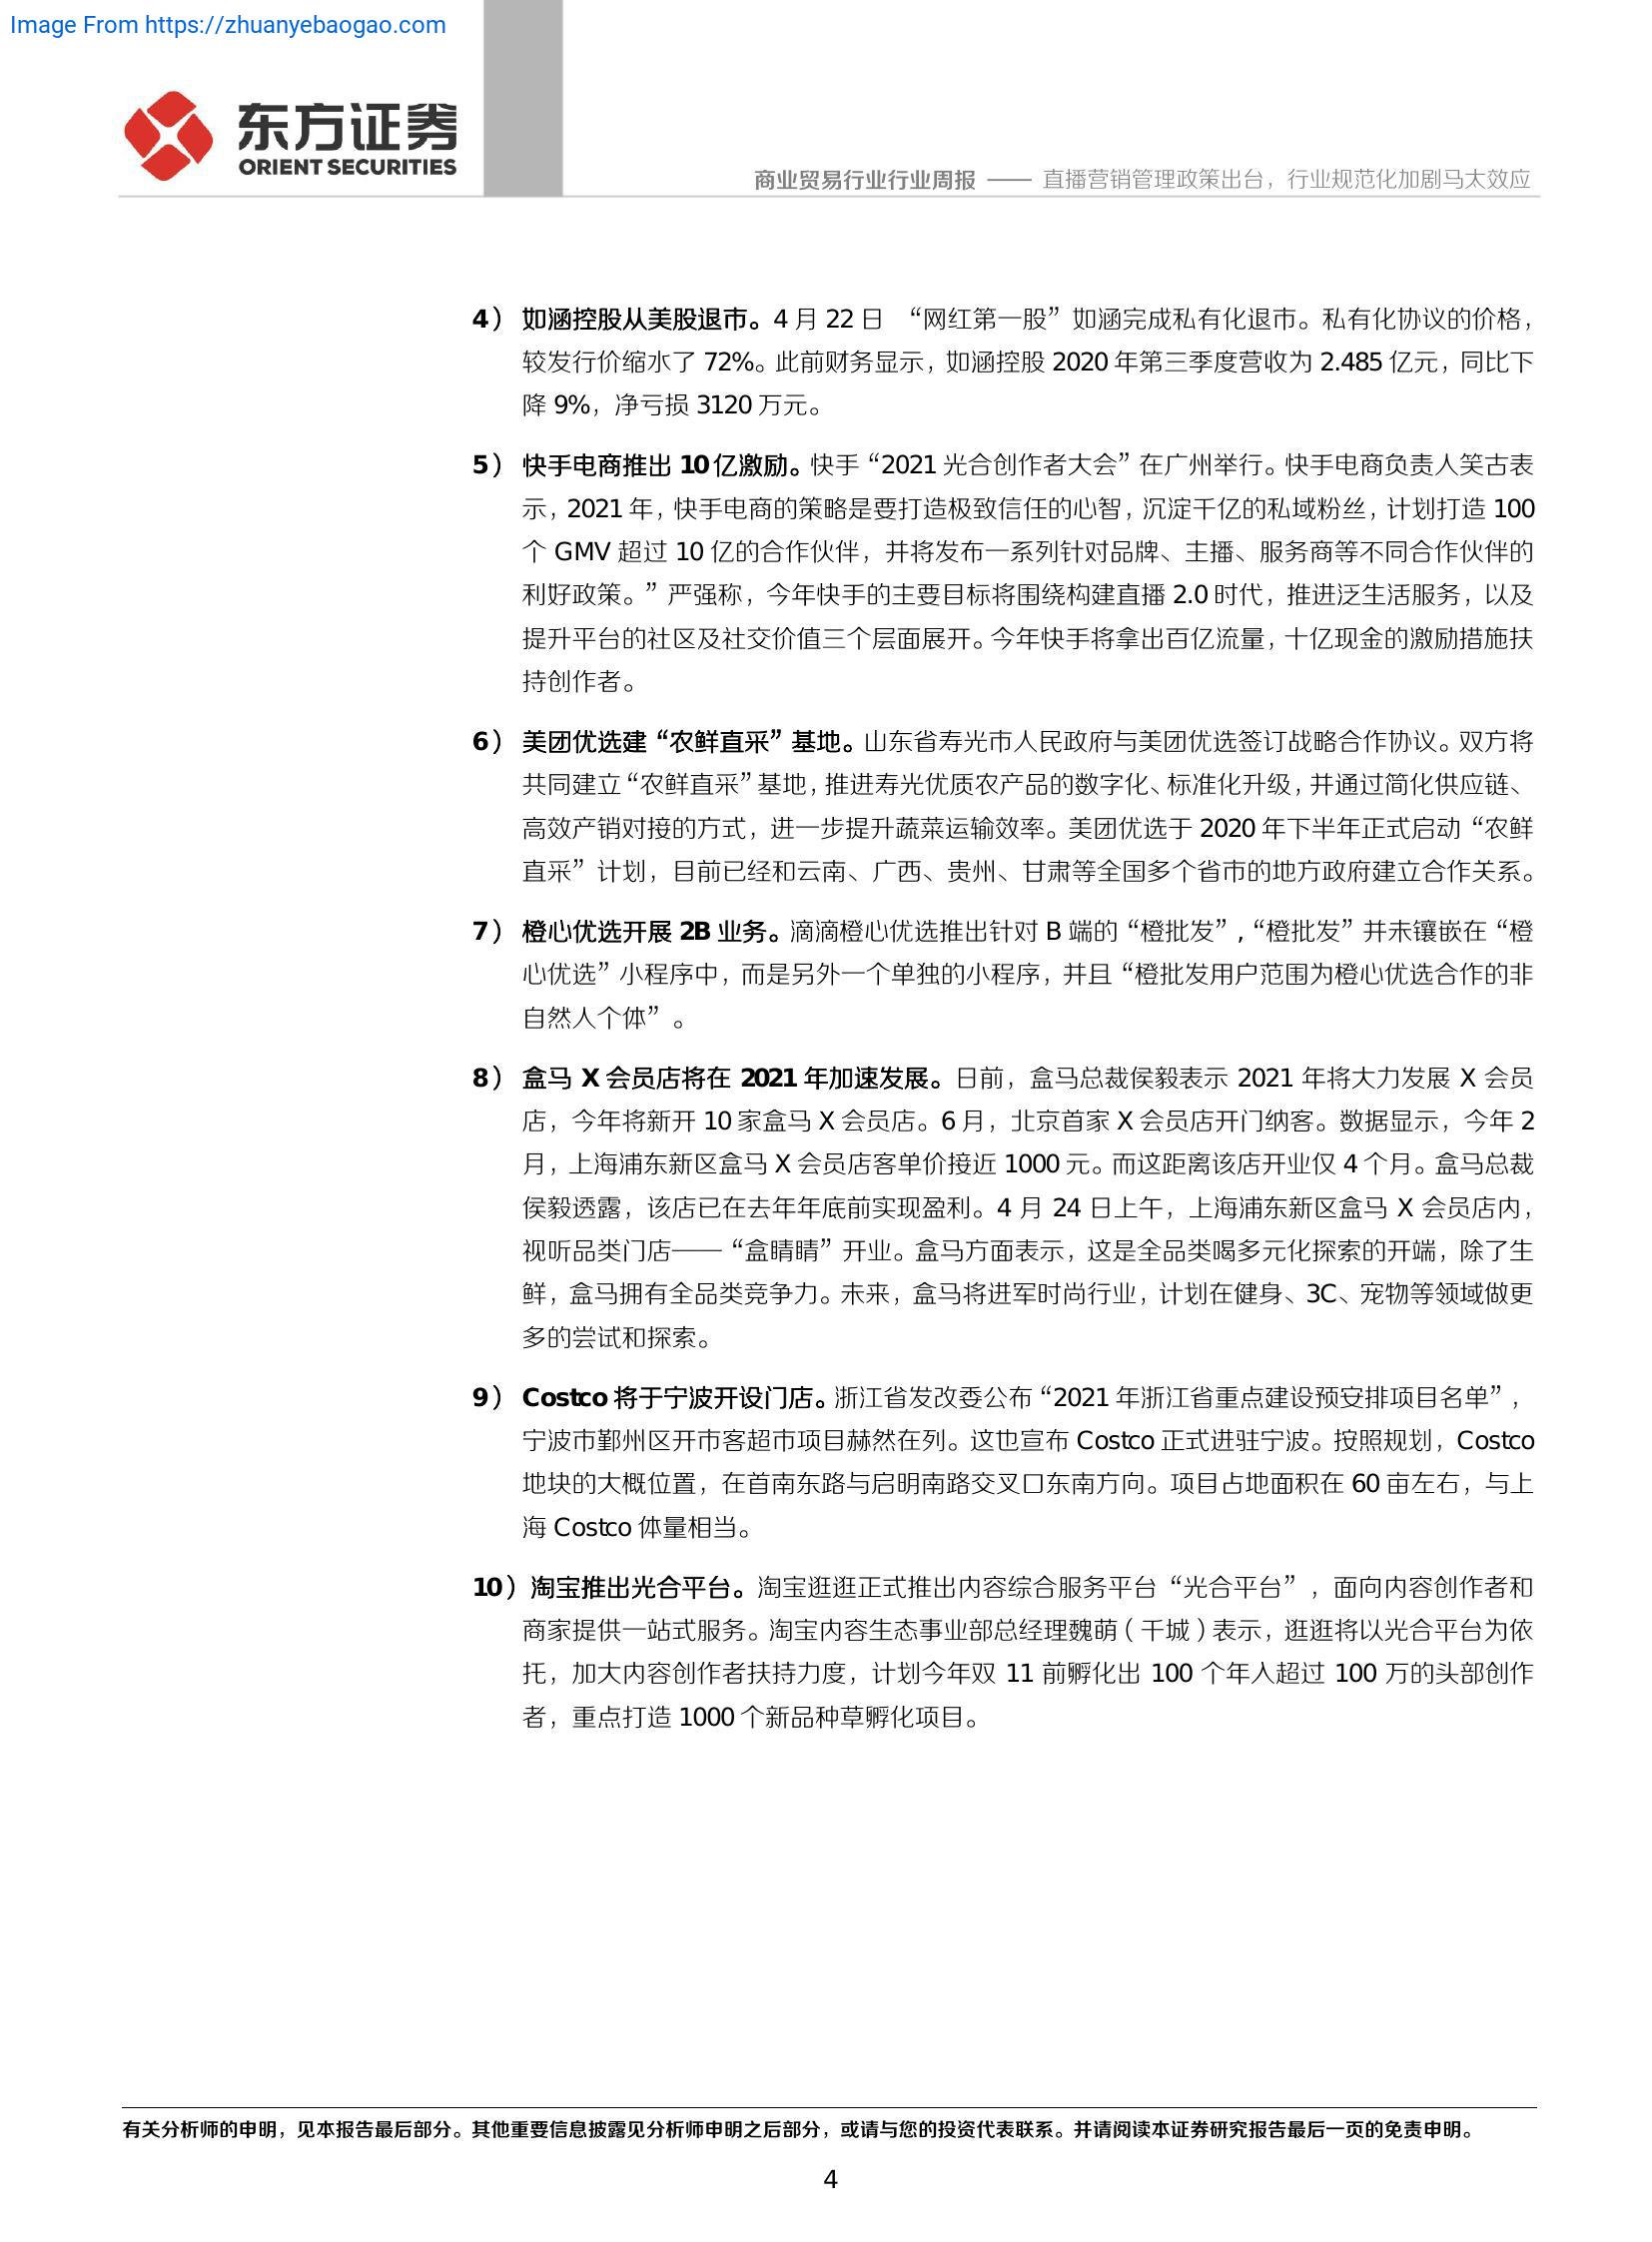 Image From https://zhuanyebaogao.com
东方证券
ORIENT SECURITIES
商业贸易行业行业周报 —— 直播营销管理政策出台，行业规范化加剧马太效应
4） 如涵控股从美股退市。4 月 22 日 “网红第一股”如涵完成私有化退市。私有化协议的价格，
较发行价缩水了 72%。此前财务显示，如涵控股 2020 年第三季度营收为 2.485 亿元，同比下
降 9%，净亏损 3120 万元。
5） 快手电商推出 10 亿激励。快手“2021 光合创作者大会”在广州举行。快手电商负责人笑古表
示，2021 年，快手电商的策略是要打造极致信任的心智，沉淀千亿的私域粉丝，计划打造 100
个 GMV 超过 10 亿的合作伙伴，并将发布一系列针对品牌、主播、服务商等不同合作伙伴的
利好政策。”严强称，今年快手的主要目标将围绕构建直播 2.0 时代，推进泛生活服务，以及
提升平台的社区及社交价值三个层面展开。今年快手将拿出百亿流量，十亿现金的激励措施扶
持创作者。
6） 美团优选建“农鲜直采”基地。山东省寿光市人民政府与美团优选签订战略合作协议。双方将
共同建立“农鲜直采”基地，推进寿光优质农产品的数字化、标准化升级，并通过简化供应链、
高效产销对接的方式，进一步提升蔬菜运输效率。美团优选于 2020 年下半年正式启动“农鲜
直采”计划，目前已经和云南、广西、贵州、甘肃等全国多个省市的地方政府建立合作关系。
7） 橙心优选开展 2B 业务。滴滴橙心优选推出针对 B 端的“橙批发”，“橙批发”并未镶嵌在“橙
心优选”小程序中，而是另外一个单独的小程序，并且“橙批发用户范围为橙心优选合作的非
自然人个体”。
8） 盒马 X 会员店将在 2021 年加速发展。日前，盒马总裁侯毅表示 2021 年将大力发展 X 会员
店，今年将新开 10 家盒马 X 会员店。6 月，北京首家 X 会员店开门纳客。数据显示，今年 2
月，上海浦东新区盒马 X 会员店客单价接近 1000 元。而这距离该店开业仅 4 个月。盒马总裁
侯毅透露，该店已在去年年底前实现盈利。4 月 24 日上午，上海浦东新区盒马 X 会员店内，
视听品类门店——“盒睛睛”开业。盒马方面表示，这是全品类喝多元化探索的开端，除了生
鲜，盒马拥有全品类竞争力。未来，盒马将进军时尚行业，计划在健身、3C、宠物等领域做更
多的尝试和探索。
9） Costco 将于宁波开设门店。浙江省发改委公布“2021 年浙江省重点建设预安排项目名单”，
宁波市鄞州区开市客超市项目赫然在列。这也宣布 Costco 正式进驻宁波。按照规划，Costco
地块的大概位置，在首南东路与启明南路交叉口东南方向。项目占地面积在 60 亩左右，与上
海 Costco 体量相当。
10）淘宝推出光合平台。淘宝逛逛正式推出内容综合服务平台“光合平台”，面向内容创作者和
商家提供一站式服务。淘宝内容生态事业部总经理魏萌（千城）表示，逛逛将以光合平台为依
托，加大内容创作者扶持力度，计划今年双 11 前孵化出 100 个年入超过 100 万的头部创作
者，重点打造 1000 个新品种草孵化项目。
有关分析师的申明，见本报告最后部分。其他重要信息披露见分析师申明之后部分，或请与您的投资代表联系。并请阅读本证券研究报告最后一页的免责申明。
4